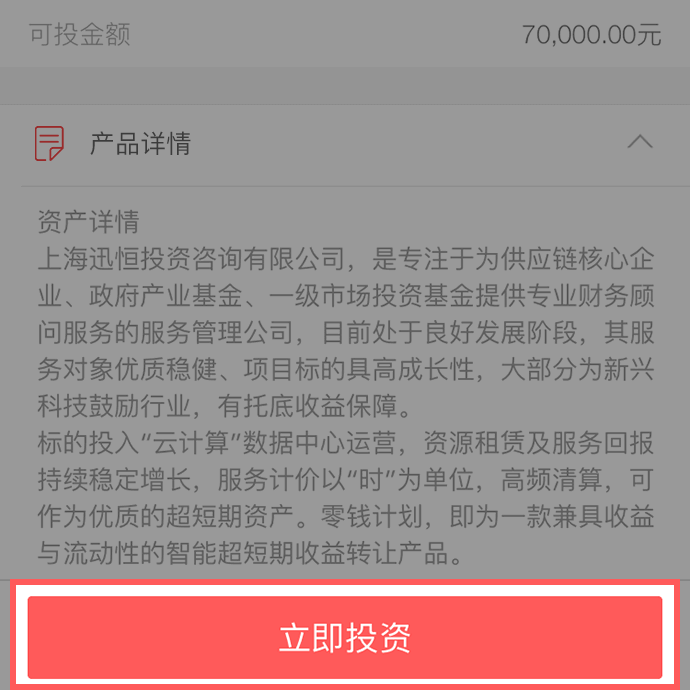 可投金额
70,000.00元
产品详情
资产详情
上海迅恒投资咨询有限公司，是专注于为供应链核心企
业、政府产业基金、一级市场投资基金提供专业财务顾
问服务的服务管理公司，目前处于良好发展阶段，其服
务对象优质稳健、项目标的具高成长性，大部分为新兴
科技鼓励行业，有托底收益保障。
标的投入“云计算”数据中心运营，资源租赁及服务回报
持续稳定增长，服务计价以“时”为单位，高频清算，可
作为优质的超短期资产。零钱计划，即为一款兼具收益
与流动性的智能超短期收益转让产品。
立即投资